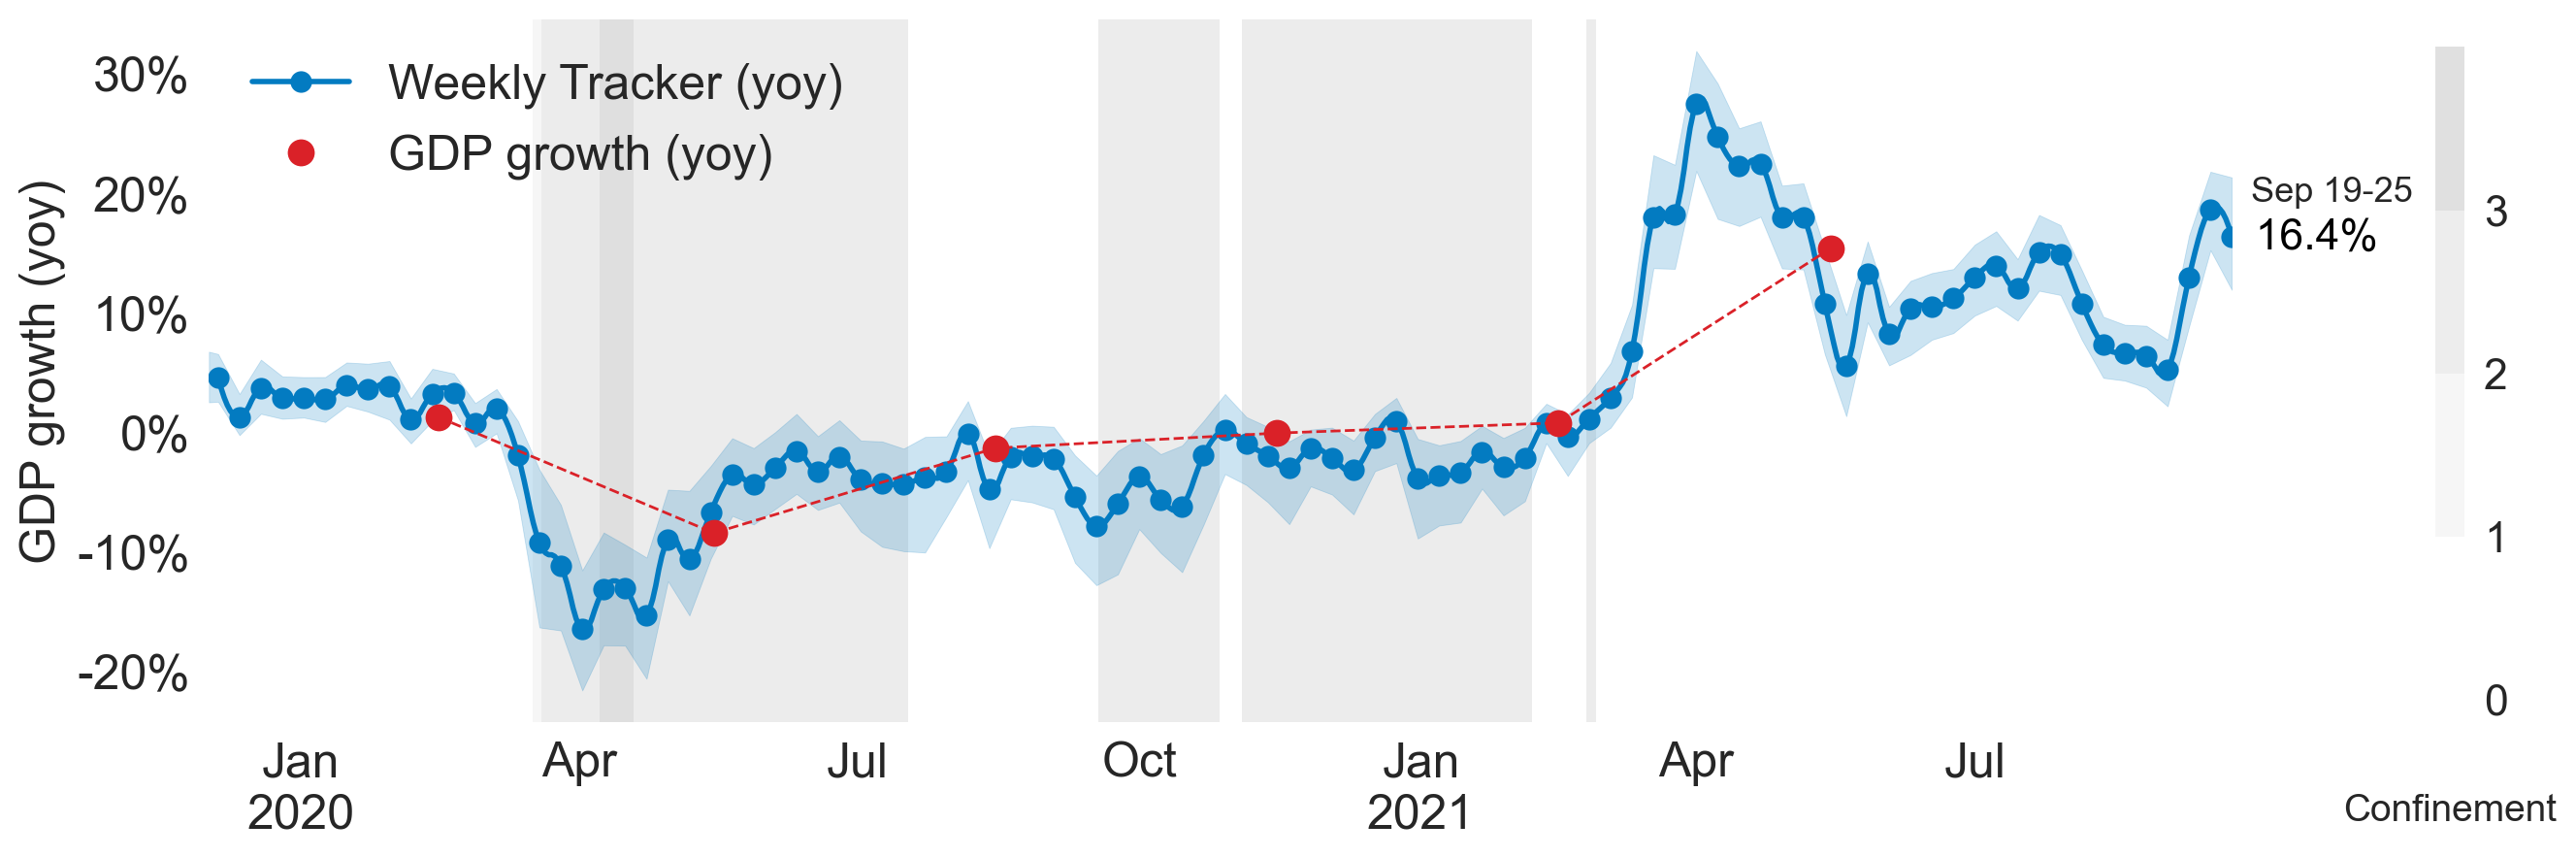 GDP growth (yoy)
30%
20%
10%
0%
-10%
-20%
Weekly Tracker (yoy)
GDP growth (yoy)
Sep 19-25
16.4%
3
2
1
0
Jan
2020
Apr
Jul
Oct
Jan
2021
Apr
Jul
Confinement